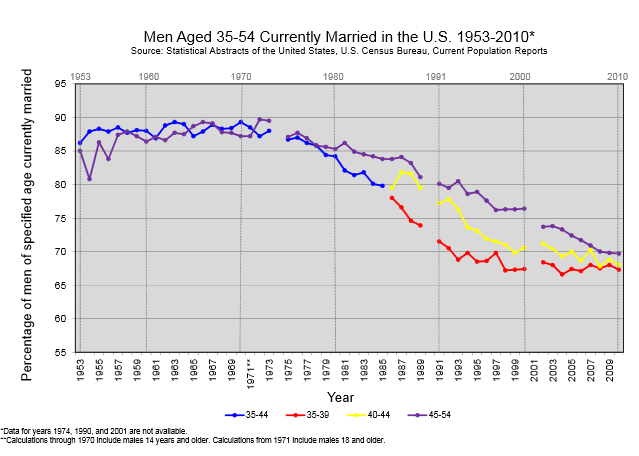 Men Aged 35-54 Currently Married in the U.S. 1953-2010*
Source: Statistical Abstracts of the United States, U.S. Census Bureau, Current Population Reports
1953 1960 1970 1980 1991 2000 2010
Percentage of men of specified age currently married
95
90
85
80
75
70
65
60
55
1953 1955 1957 1959 1961 1963 1965 1967 1969 1971** 1973 1975 1977 1979 1981 1983 1985 1987 1989 1991 1993 1995 1997 1999 2001 2003 2005 2007 2009
Year
35-44 35-39 40-44 45-54
*Data for years 1974, 1990, and 2001 are not available.
**Calculations through 1970 include males 14 years and older. Calculations from 1971 include males 18 and older.